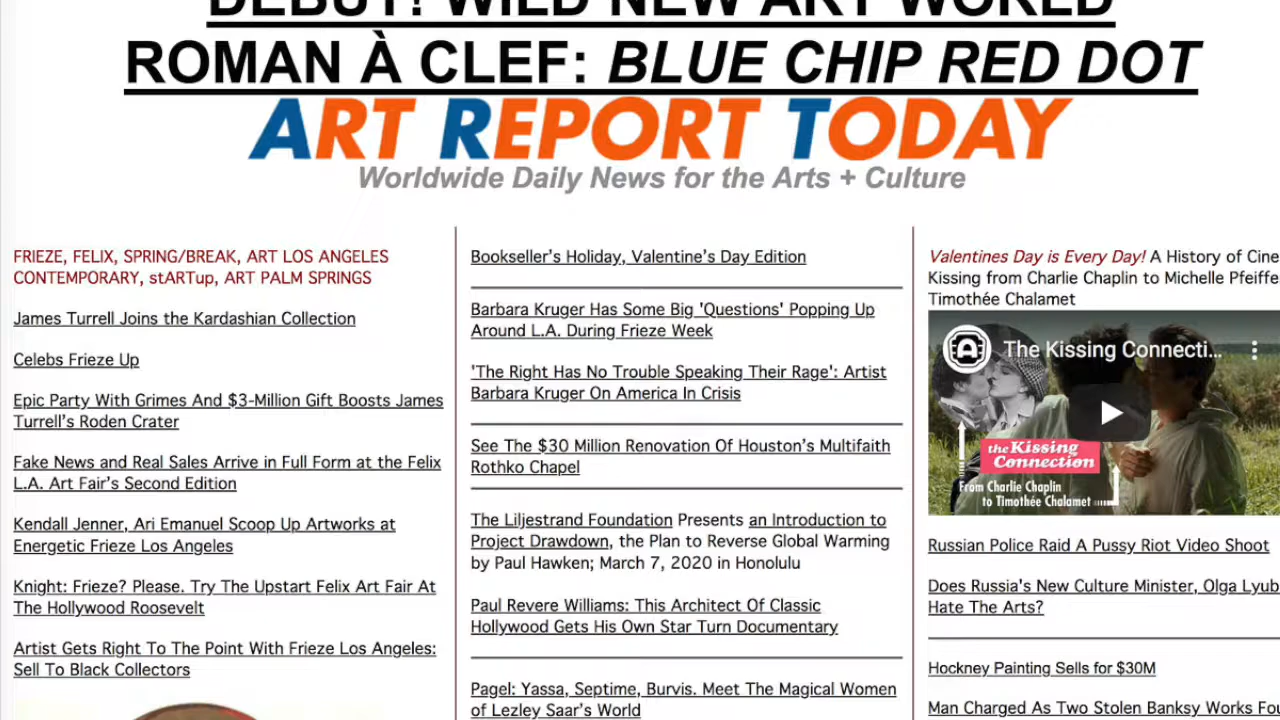 DEBUT! WILD NEW ART WORLD
ROMAN À CLEF: BLUE CHIP RED DOT
ART REPORT TODAY
Worldwide Daily News for the Arts + Culture
FRIEZE, FELIX, SPRING/BREAK, ART LOS ANGELES
CONTEMPORARY, stARTup, ART PALM SPRINGS
James Turrell Joins the Kardashian Collection
Celebs Frieze Up
Epic Party With Grimes And $3-Million Gift Boosts James
Turrell's Roden Crater
Fake News and Real Sales Arrive in Full Form at the Felix
L.A. Art Fair's Second Edition
Kendall Jenner, Ari Emanuel Scoop Up Artworks at
Energetic Frieze Los Angeles
Knight: Frieze? Please. Try The Upstart Felix Art Fair At
The Hollywood Roosevelt
Artist Gets Right To The Point With Frieze Los Angeles:
Sell To Black Collectors
Bookseller's Holiday, Valentine's Day Edition
Barbara Kruger Has Some Big 'Questions' Popping Up
Around L.A. During Frieze Week
'The Right Has No Trouble Speaking Their Rage': Artist
Barbara Kruger On America In Crisis
See The $30 Million Renovation Of Houston's Multifaith
Rothko Chapel
The Liljestrand Foundation Presents an Introduction to
Project Drawdown, the Plan to Reverse Global Warming
by Paul Hawken; March 7, 2020 in Honolulu
Paul Revere Williams: This Architect Of Classic
Hollywood Gets His Own Star Turn Documentary
Pagel: Yassa, Septime, Burvis. Meet The Magical Women
of Lezley Saar's World
Valentines Day is Every Day! A History of Cine
Kissing from Charlie Chaplin to Michelle Pfeiffe
Timothée Chalamet
A
The Kissing Connecti...
the Kissing
Connection
From Charlie Chaplin
to Timothée Chalamet
Russian Police Raid A Pussy Riot Video Shoot
Does Russia's New Culture Minister, Olga Lyub
Hate The Arts?
Hockney Painting Sells for $30M
Man Charged As Two Stolen Banksy Works Fou